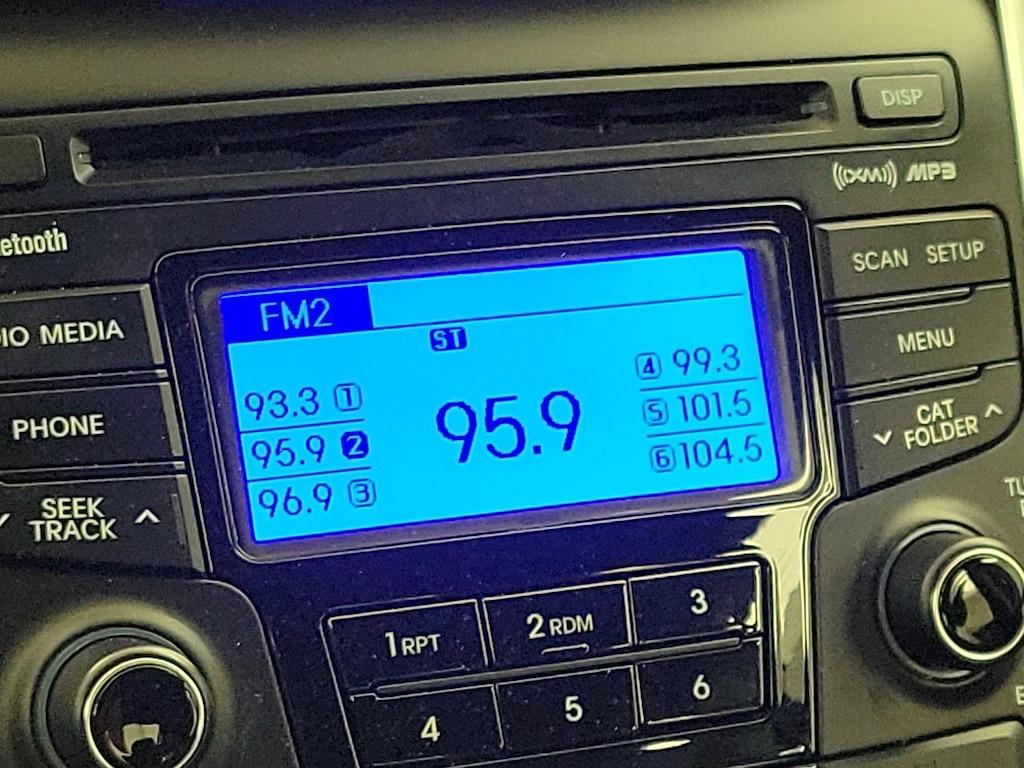 DISP
XM MP3
SCAN SETUP
MEDIA
MENU
PHONE
CAT
FOLDER
SEEK
TRACK
FM2
ST
93.3 1
95.9 2
96.9 3
95.9
4 99.3
5 101.5
6 104.5
1 RPT
2 RDM
3
4
5
6